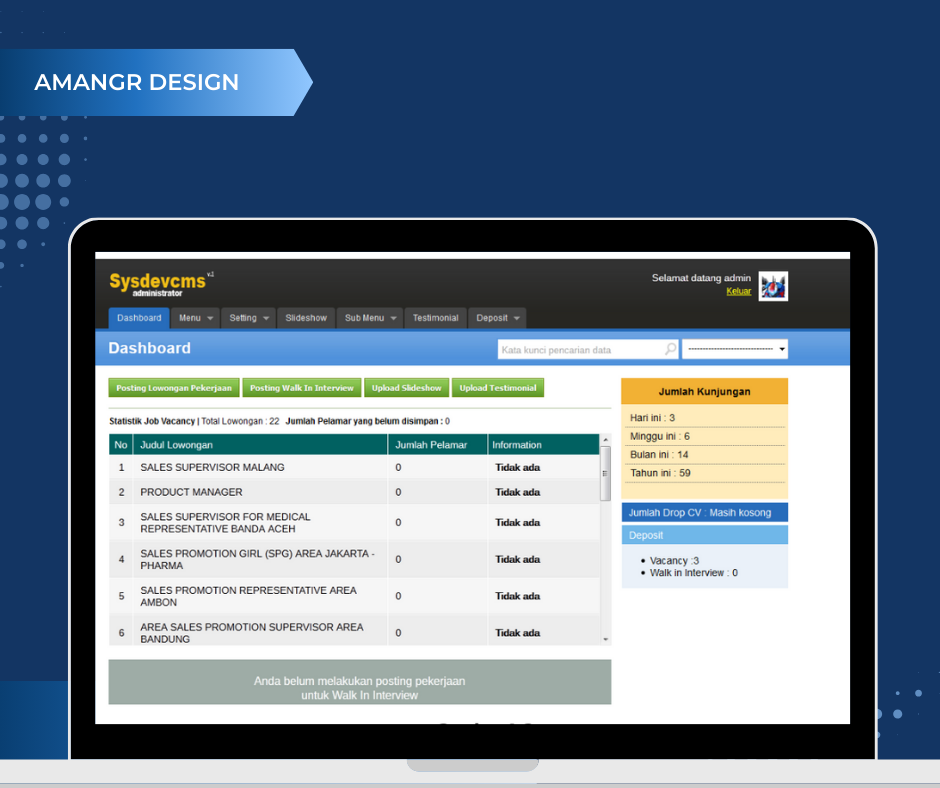 AMANGR DESIGN
Sysdevcms v.1
administrator
Selamat datang admin
Keluar
Dashboard Menu Setting Slideshow Sub Menu Testimonial Deposit
Dashboard
Kata kunci pencarian data
Posting Lowongan Pekerjaan Posting Walk In Interview Upload Slideshow Upload Testimonial
Statistik Job Vacancy | Total Lowongan : 22 Jumlah Pelamar yang belum disimpan : 0
No Judul Lowongan Jumlah Pelamar Information
1 SALES SUPERVISOR MALANG 0 Tidak ada
2 PRODUCT MANAGER 0 Tidak ada
3 SALES SUPERVISOR FOR MEDICAL
REPRESENTATIVE BANDA ACEH 0 Tidak ada
4 SALES PROMOTION GIRL (SPG) AREA JAKARTA -
PHARMA 0 Tidak ada
5 SALES PROMOTION REPRESENTATIVE AREA
AMBON 0 Tidak ada
6 AREA SALES PROMOTION SUPERVISOR AREA
BANDUNG 0 Tidak ada
Anda belum melakukan posting pekerjaan
untuk Walk In Interview
Jumlah Kunjungan
Hari ini : 3
Minggu ini : 6
Bulan ini : 14
Tahun ini : 59
Jumlah Drop CV : Masih kosong
Deposit
• Vacancy :3
• Walk in Interview : 0